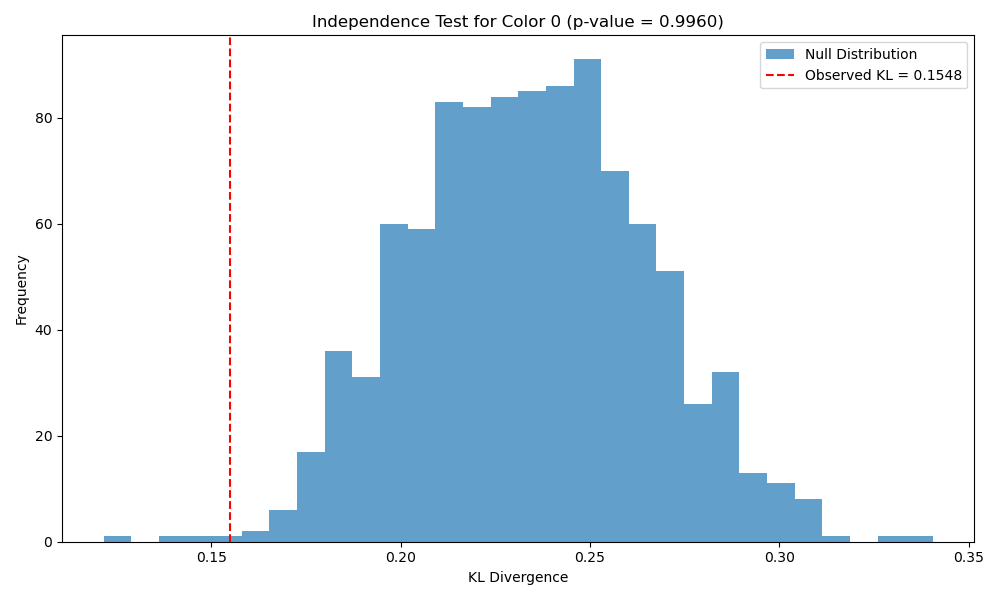 Independence Test for Color 0 (p-value = 0.9960)
Null Distribution
Observed KL = 0.1548
Frequency
80
60
40
20
0
0.15
0.20
0.25
0.30
0.35
KL Divergence